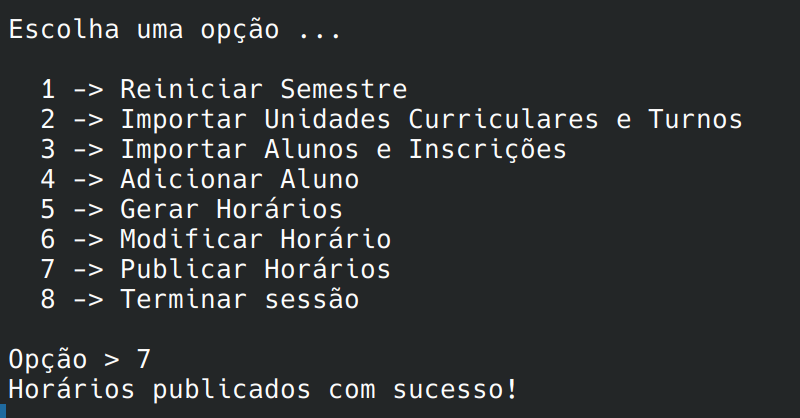 Escolha uma opção ...
1 -> Reiniciar Semestre
2 -> Importar Unidades Curriculares e Turnos
3 -> Importar Alunos e Inscrições
4 -> Adicionar Aluno
5 -> Gerar Horários
6 -> Modificar Horário
7 -> Publicar Horários
8 -> Terminar sessão
Opção > 7
Horários publicados com sucesso!